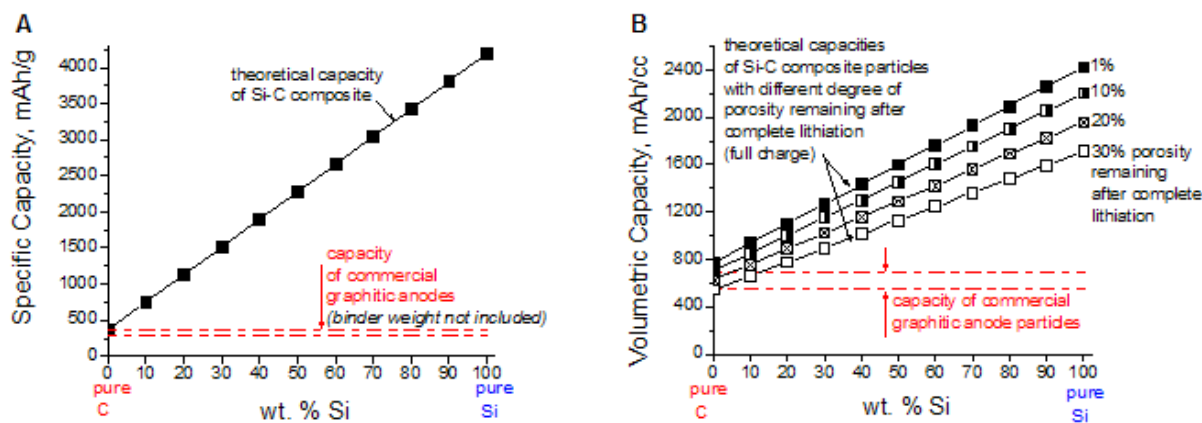 A
Specific Capacity, mAh/g
4000
3500
3000
2500
2000
1500
1000
500
0
theoretical capacity
of Si-C composite
capacity
of commercial
graphitic anodes
(binder weight not included)
0 10 20 30 40 50 60 70 80 90 100
pure
C
wt. % Si
pure
Si
B
Volumetric Capacity, mAh/cc
2400
2000
1600
1200
800
400
0
theoretical capacities
of Si-C composite particles
with different degree of
porosity remaining after
complete lithiation
(full charge)
1%
10%
20%
30% porosity
remaining
after complete
lithiation
capacity of commercial
graphitic anode particles
0 10 20 30 40 50 60 70 80 90 100
pure
C
wt. % Si
pure
Si